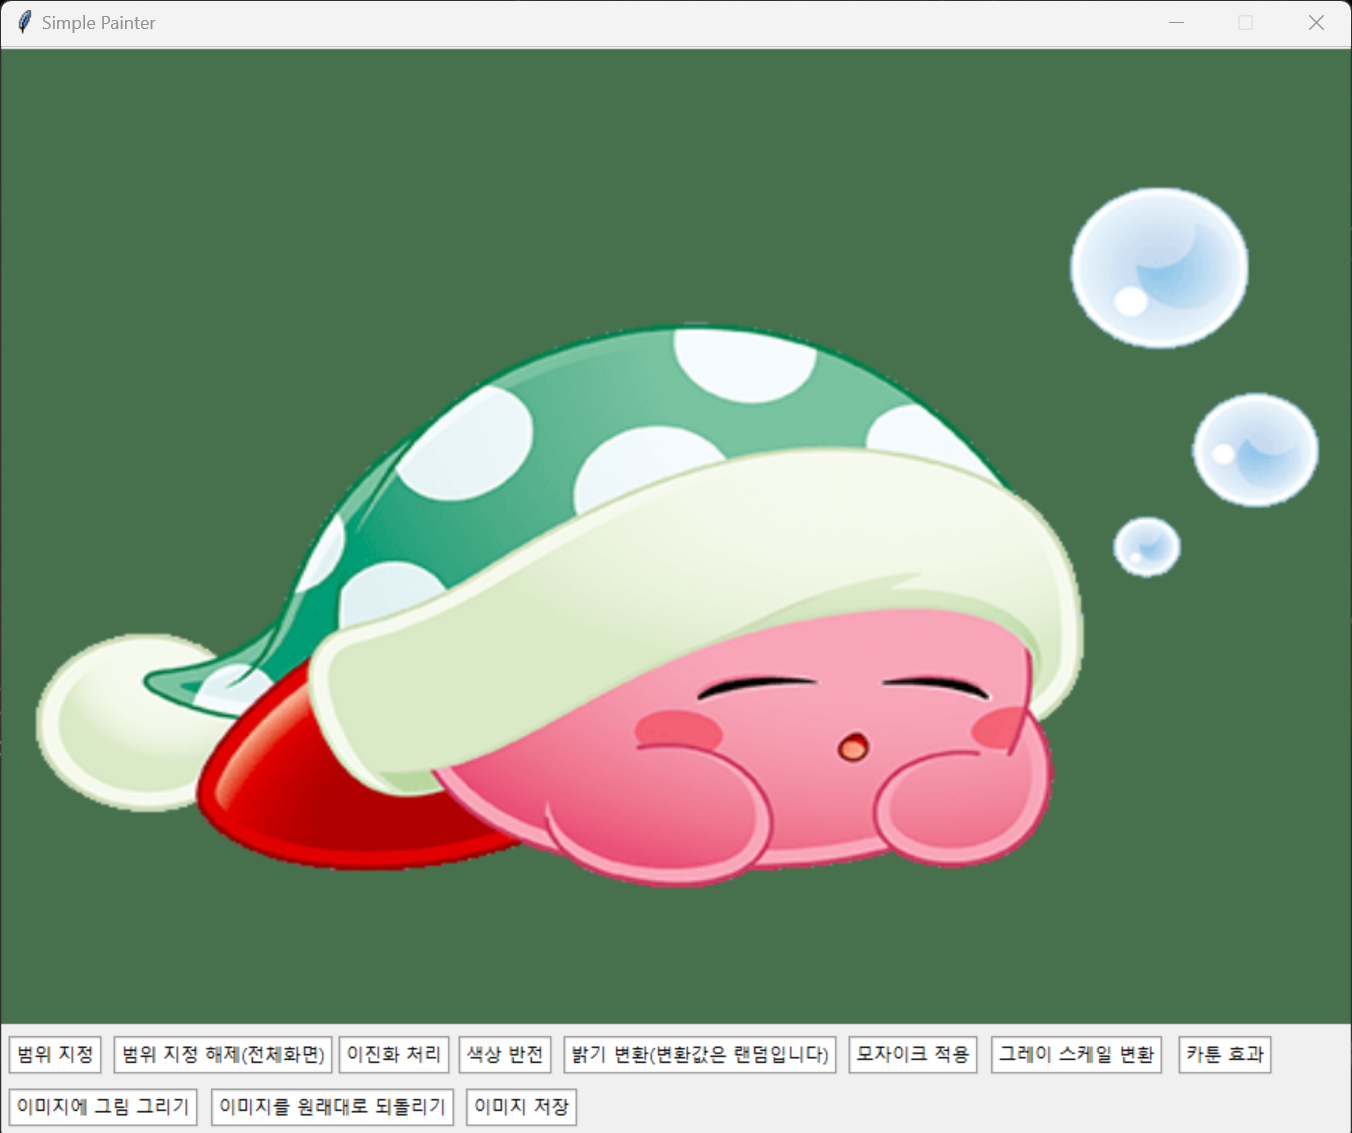 Simple Painter
범위 지정 범위 지정 해제(전체화면) 이진화 처리 색상 반전 밝기 변환(변환값은 랜덤입니다) 모자이크 적용 그레이 스케일 변환 카툰 효과
이미지에 그림 그리기 이미지를 원래대로 되돌리기 이미지 저장